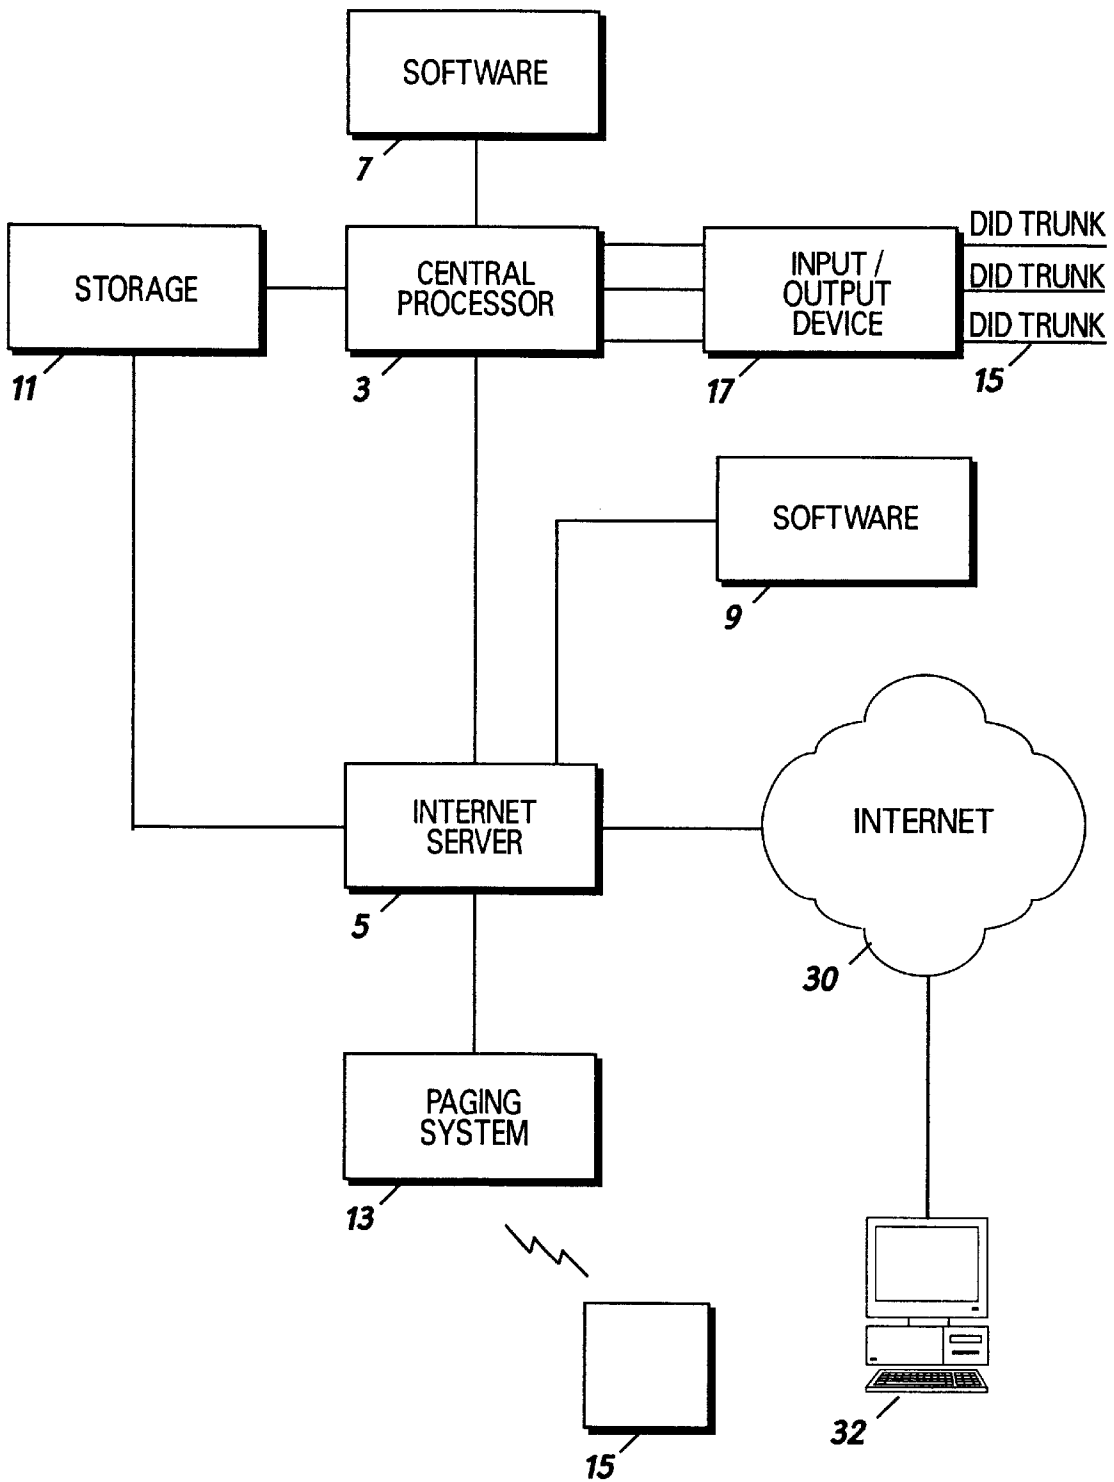 SOFTWARE
7
DID TRUNK
STORAGE
CENTRAL
PROCESSOR
INPUT /
OUTPUT
DEVICE
DID TRUNK
DID TRUNK
11
3
17
15
SOFTWARE
9
INTERNET
SERVER
INTERNET
5
30
PAGING
SYSTEM
13
32
15